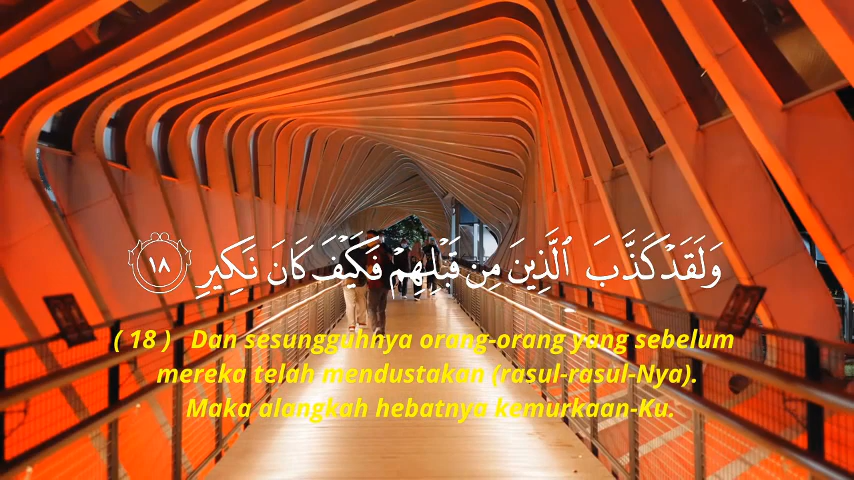 وَلَقَدْ كَذَّبَ ٱلَّذِينَ مِن قَبْلِهِمْ فَكَيْفَ كَانَ نَكِيرِ ١٨
( 18 ) Dan sesungguhnya orang-orang yang sebelum
mereka telah mendustakan (rasul-rasul-Nya).
Maka alangkah hebatnya kemurkaan-Ku.